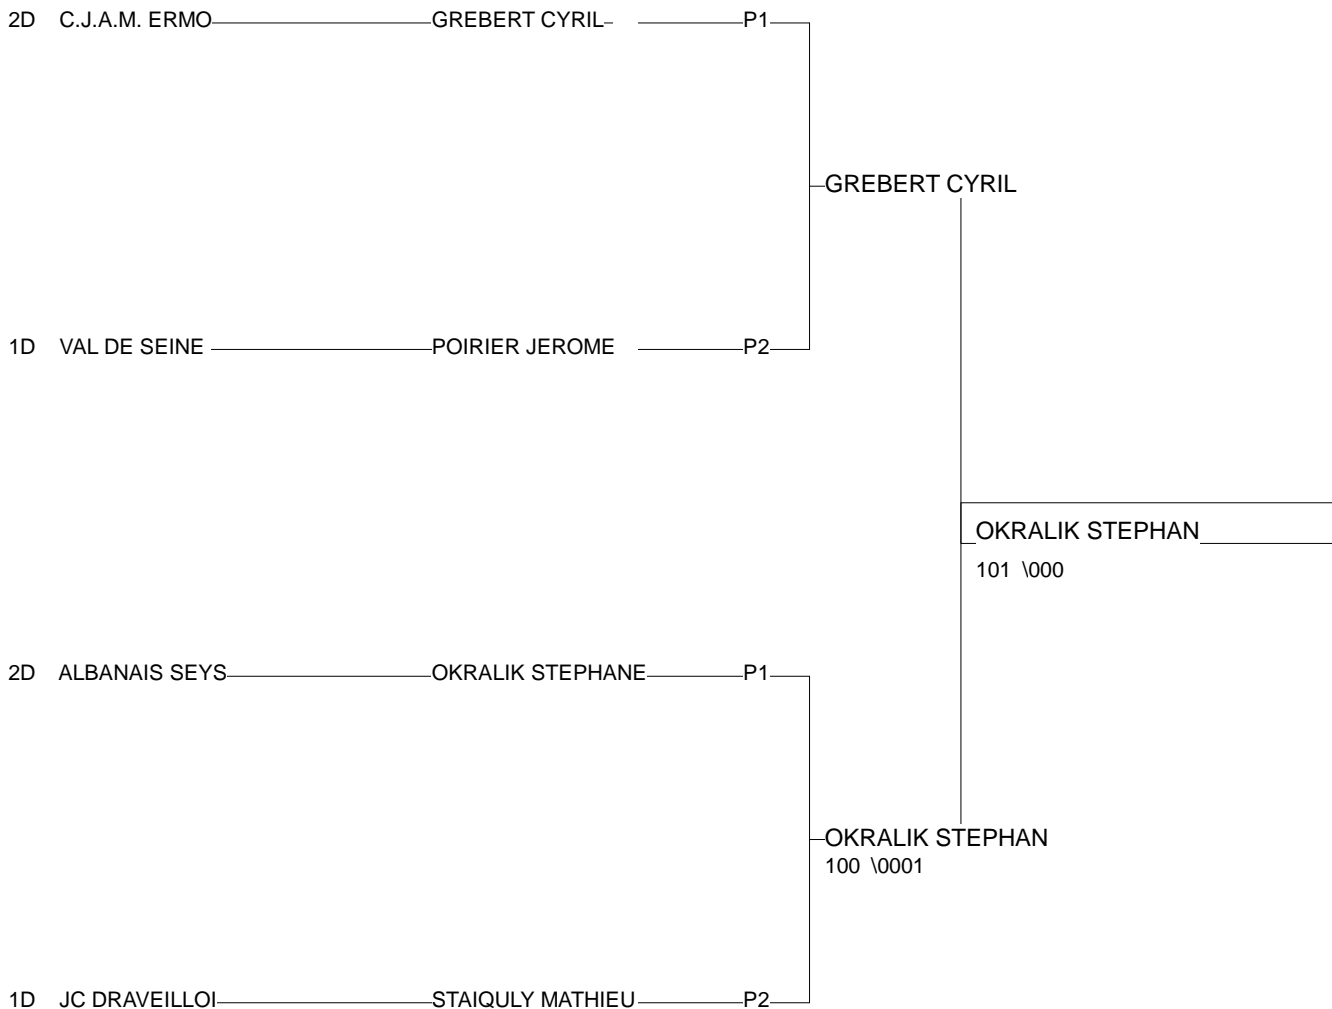 2D C.J.A.M. ERMO GREBERT CYRIL P1
GREBERT CYRIL
1D VAL DE SEINE POIRIER JEROME P2
OKRALIK STEPHAN
101 \000
2D ALBANAIS SEYS OKRALIK STEPHANE P1
OKRALIK STEPHAN
100 \0001
1D JC DRAVEILLOI STAIQULY MATHIEU P2